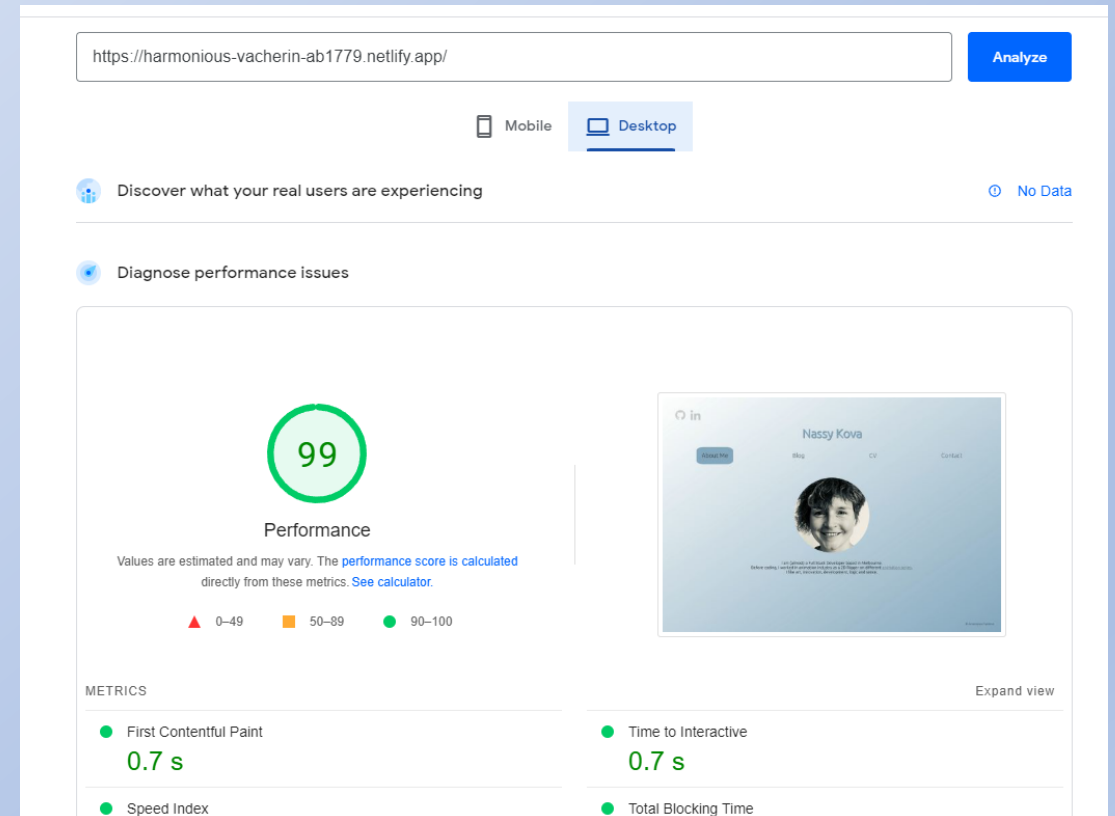 https://harmonious-vacherin-ab1779.netlify.app/
Analyze
Mobile
Desktop
Discover what your real users are experiencing
No Data
Diagnose performance issues
99
Performance
Values are estimated and may vary. The performance score is calculated
directly from these metrics. See calculator.
0–49
50–89
90–100
in
Nassy Kova
About Me
Blog
CV
Contact
METRICS
Expand view
First Contentful Paint
0.7 s
Time to Interactive
0.7 s
Speed Index
Total Blocking Time